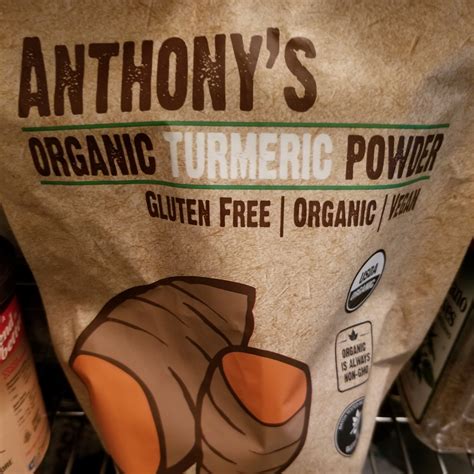 ANTHONY'S
ORGANIC TURMERIC POWDER
GLUTEN FREE | ORGANIC | VEGAN
USDA
ORGANIC
ORGANIC
IS ALWAYS
NON-GMO